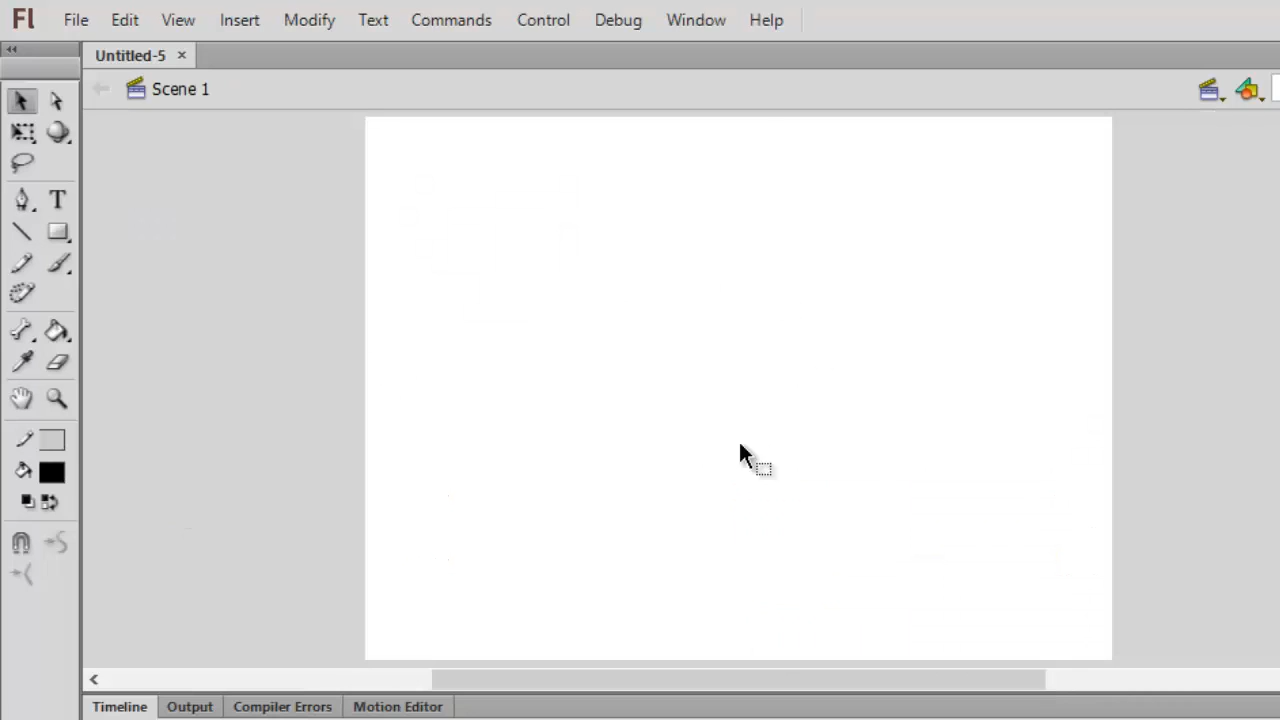 Fl File Edit View Insert Modify Text Commands Control Debug Window Help
Untitled-5 ×
Scene 1
T
Timeline Output Compiler Errors Motion Editor